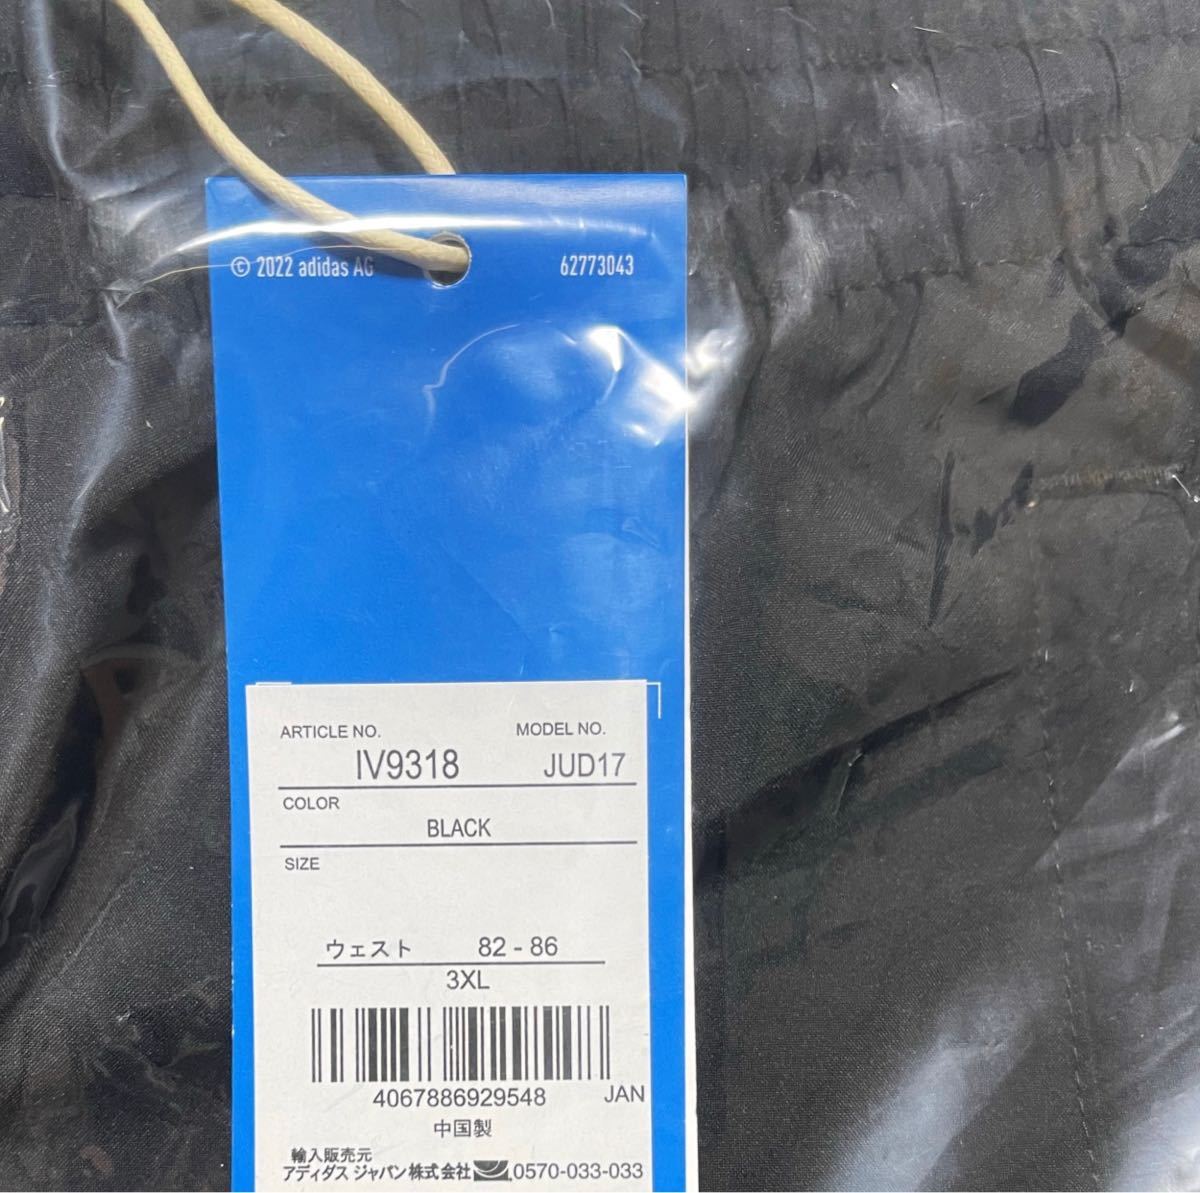 © 2022 adidas AG 62773043
ARTICLE NO. MODEL NO.
IV9318 JUD17
COLOR
BLACK
SIZE
ウェスト 82 - 86
3XL
4067886929548 JAN
中国製
輸入販売元
アディダス ジャパン株式会社 0570-033-033